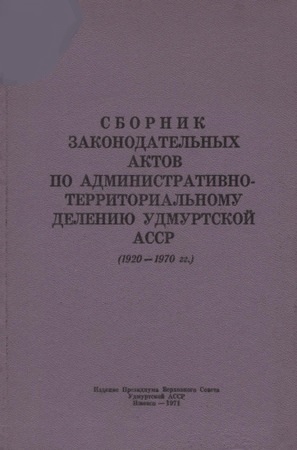 СБОРНИК
ЗАКОНОДАТЕЛЬНЫХ
АКТОВ
ПО АДМИНИСТРАТИВНО-
ТЕРРИТОРИАЛЬНОМУ
ДЕЛЕНИЮ УДМУРТСКОЙ
АССР
(1920—1970 гг.)
Издание Президиума Верховного Совета
Удмуртской АССР
Ижевск—1971